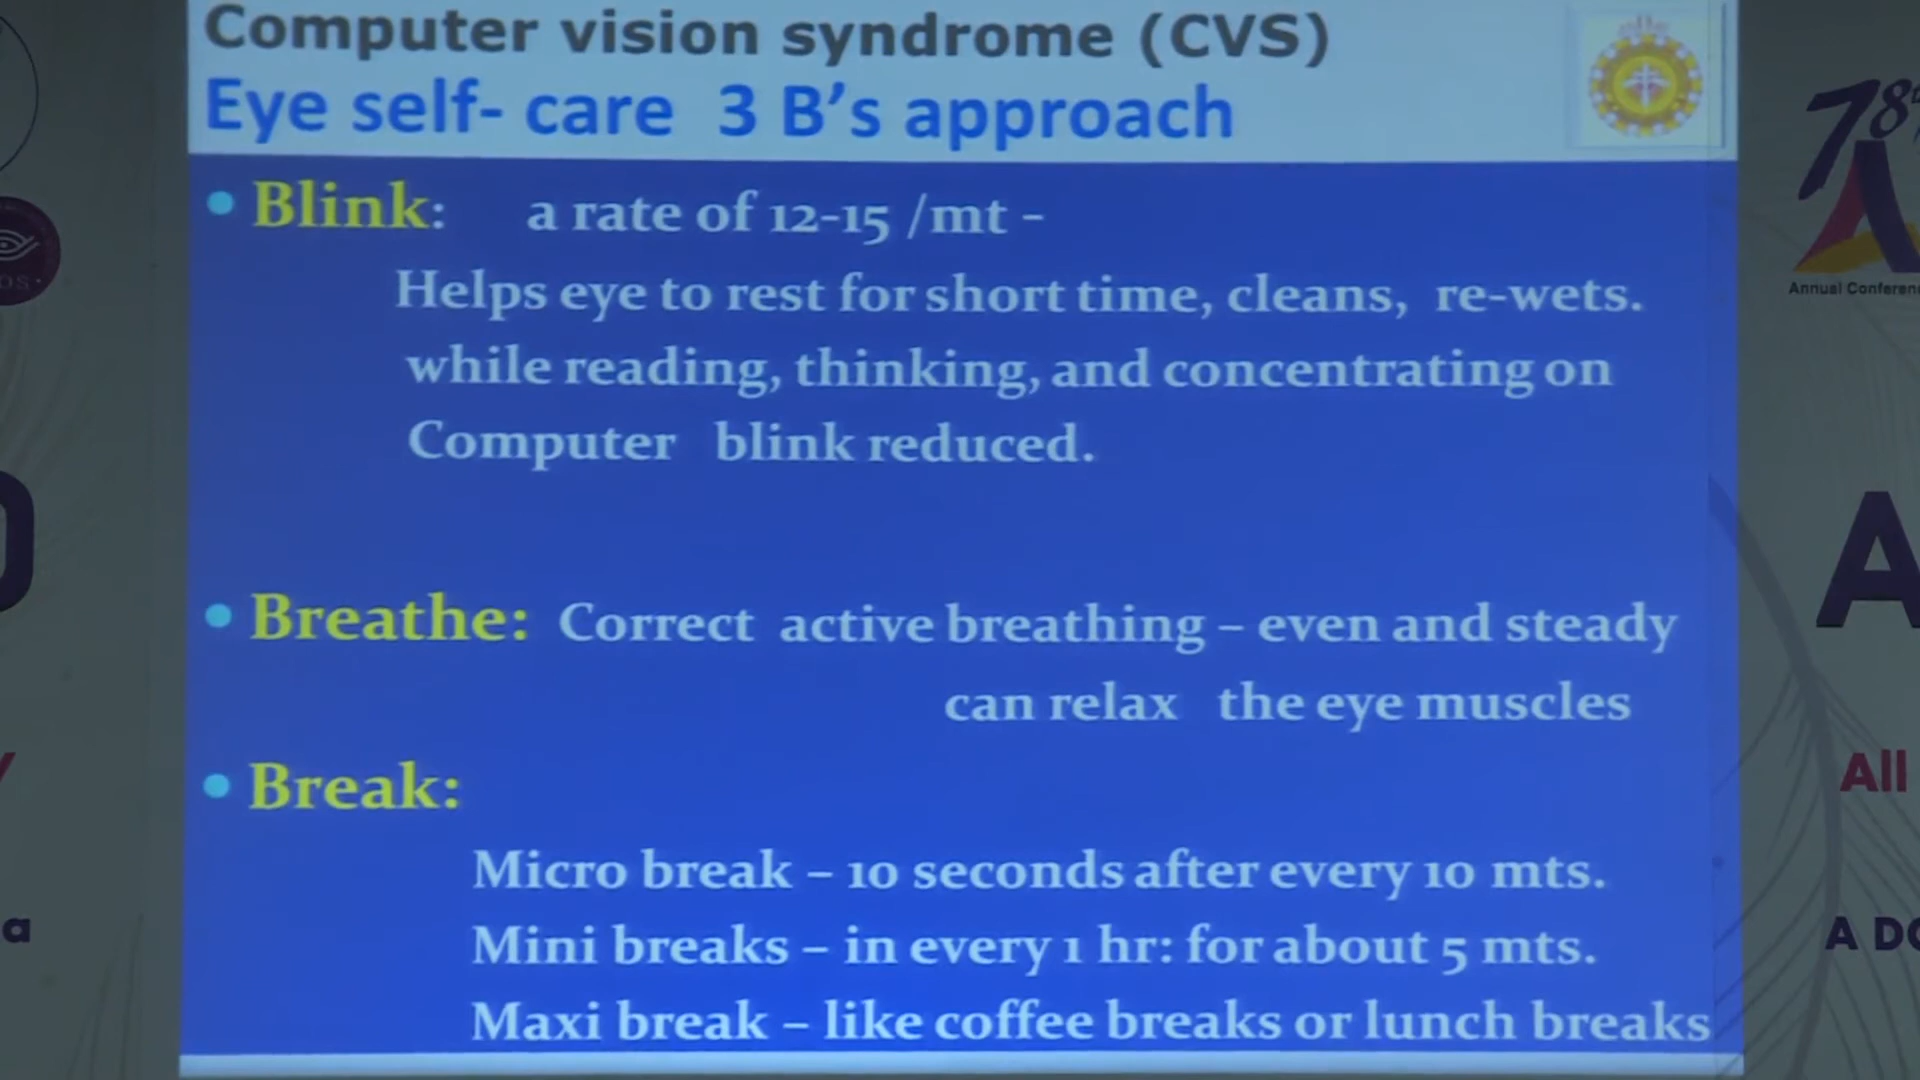 Computer vision syndrome (CVS)
Eye self- care 3 B's approach
• Blink: a rate of 12-15 /mt -
Helps eye to rest for short time, cleans, re-wets.
while reading, thinking, and concentrating on
Computer blink reduced.
• Breathe: Correct active breathing – even and steady
can relax the eye muscles
• Break:
Micro break – 10 seconds after every 10 mts.
Mini breaks – in every 1 hr: for about 5 mts.
Maxi break – like coffee breaks or lunch breaks
78
Annual
A
All
A
a